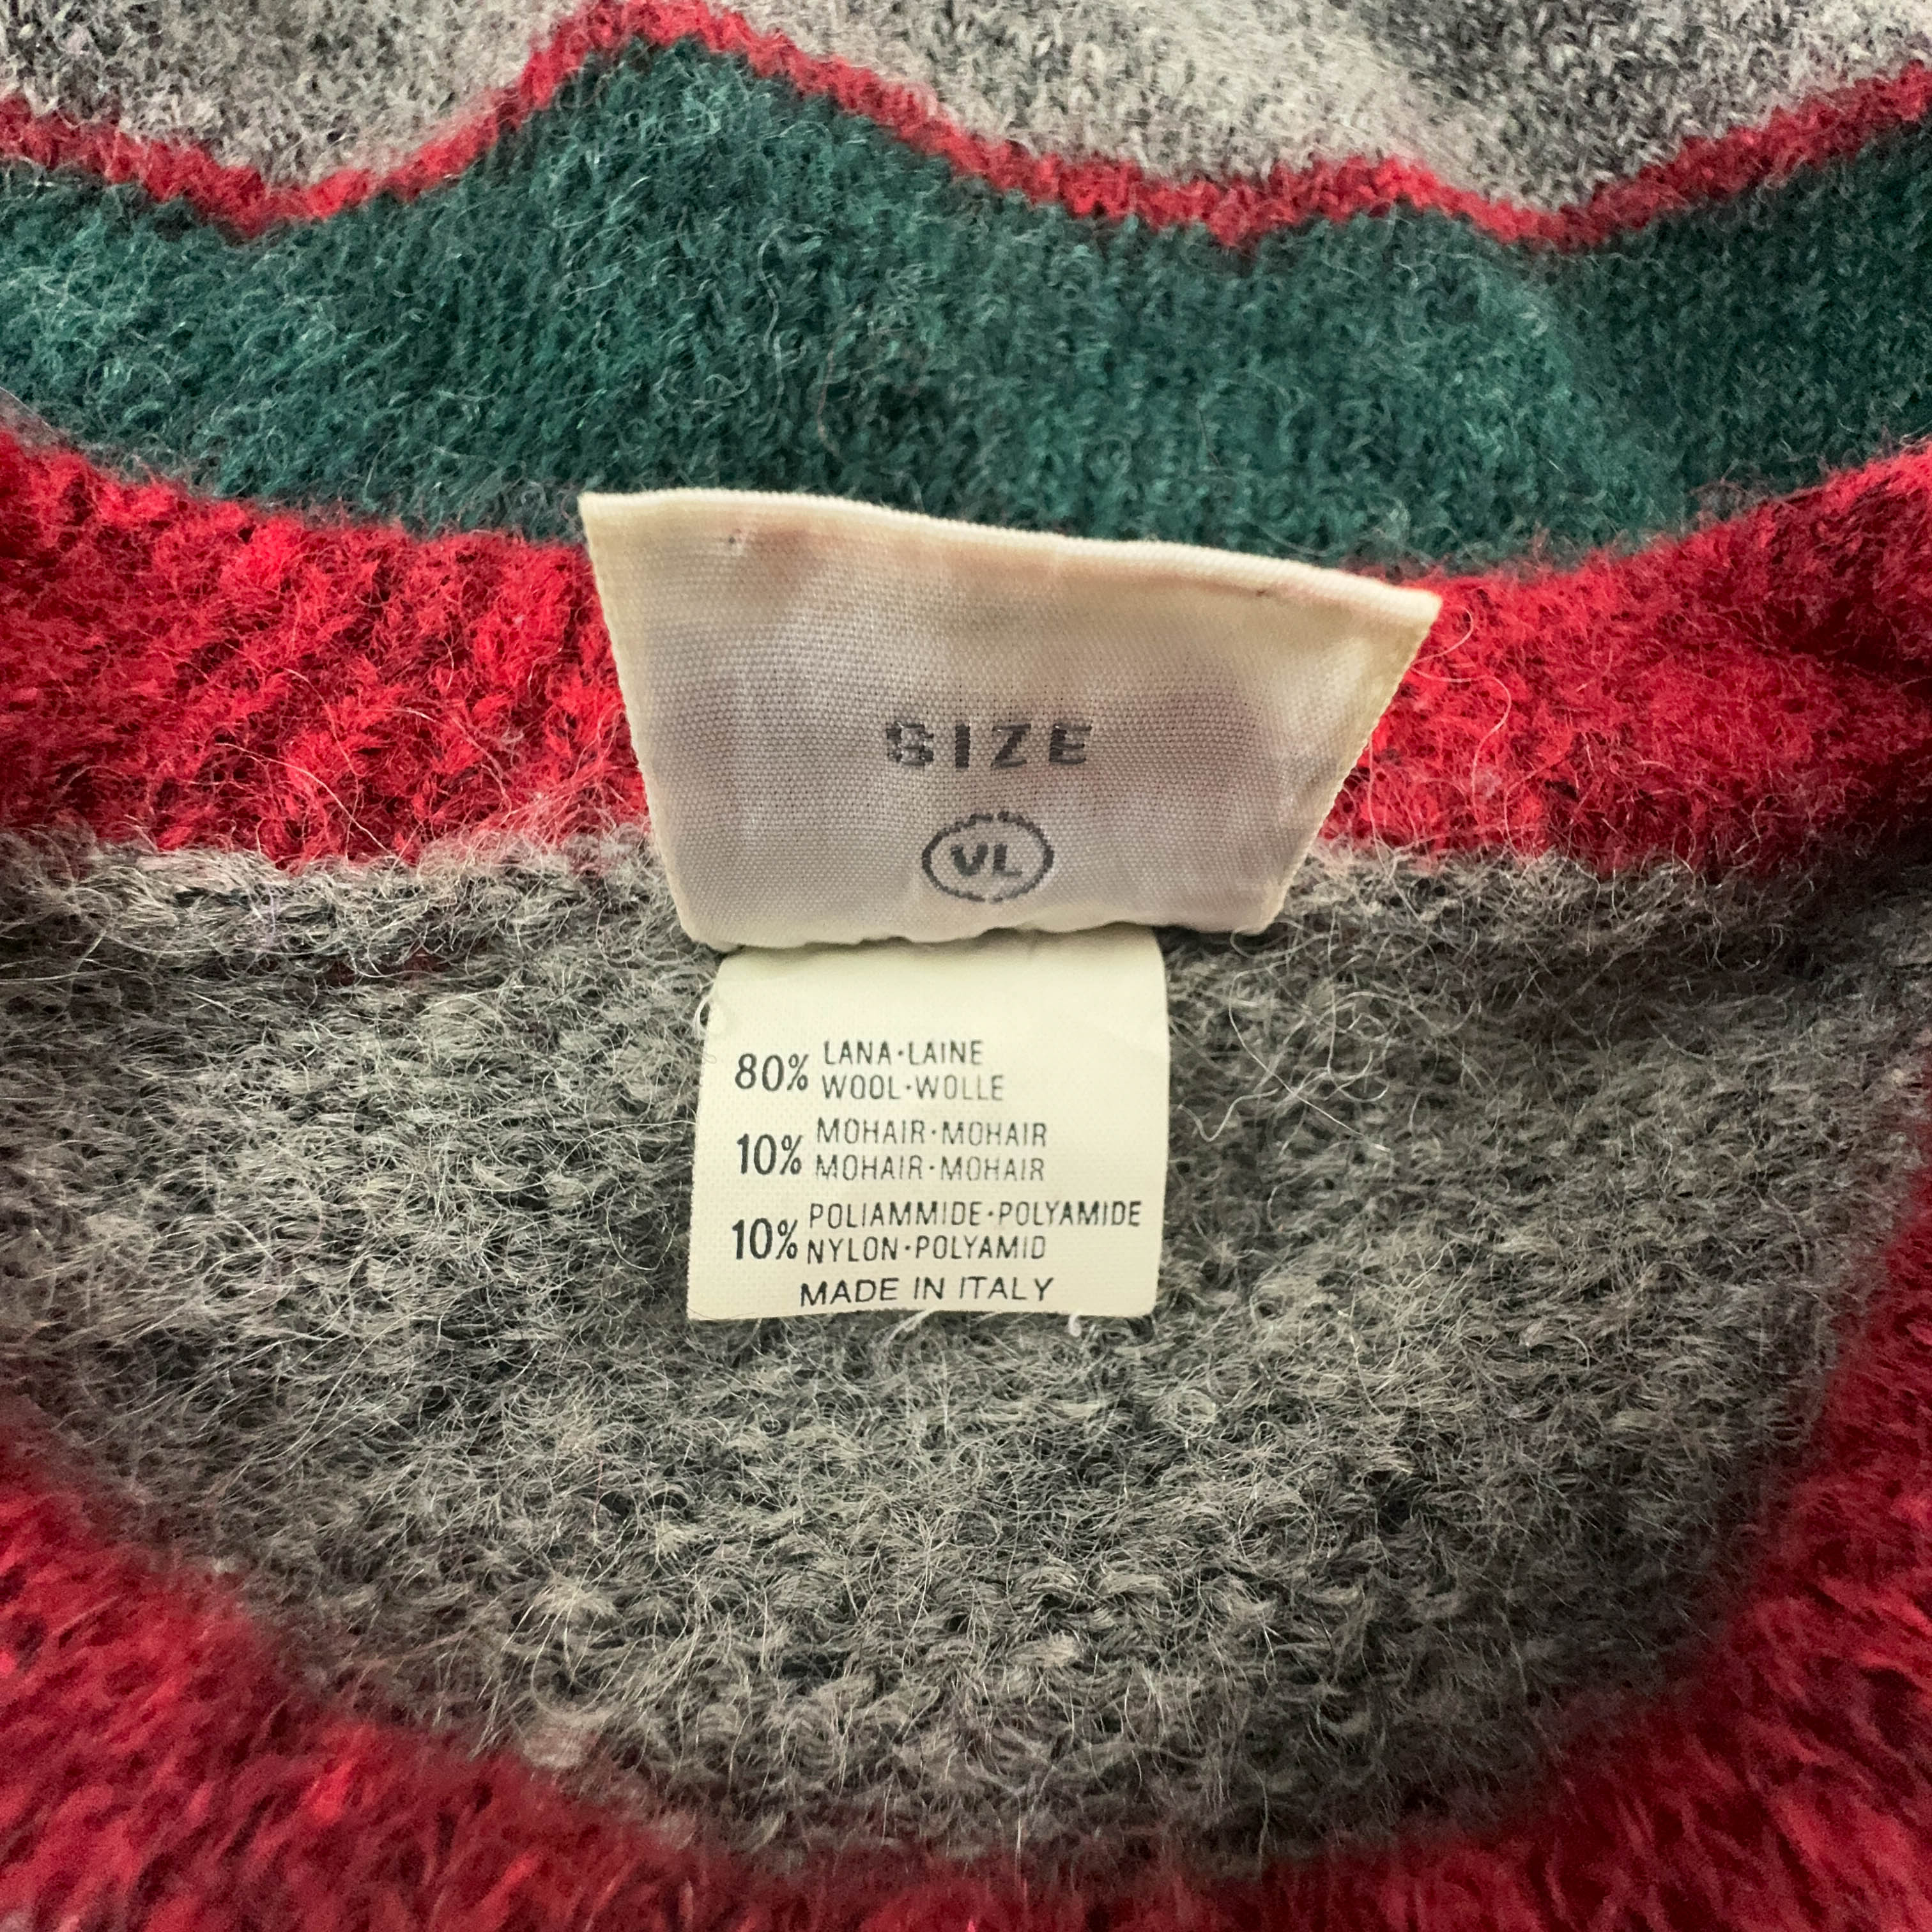 SIZE
VL
80% LANA·LAINE
WOOL·WOLLE
10% MOHAIR·MOHAIR
MOHAIR·MOHAIR
10% POLIAMMIDE·POLYAMIDE
NYLON·POLYAMID
MADE IN ITALY